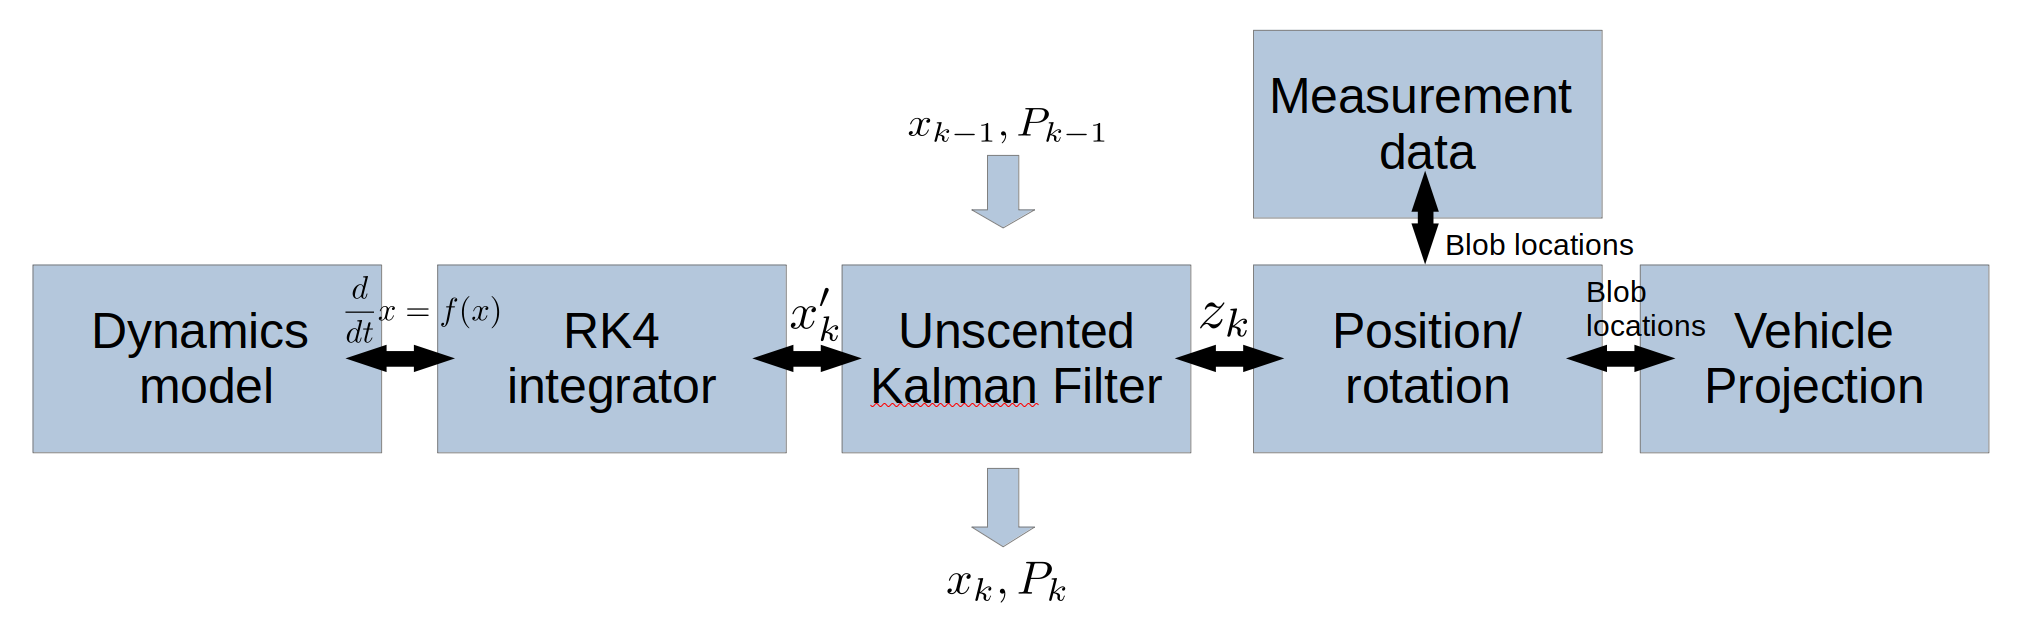 Measurement
data
x_{k-1}, P_{k-1}
Blob locations
Dynamics
model
d/dt x = f(x)
RK4
integrator
x'_k
Unscented
Kalman Filter
z_k
Position/
rotation
Blob
locations
Vehicle
Projection
x_k, P_k